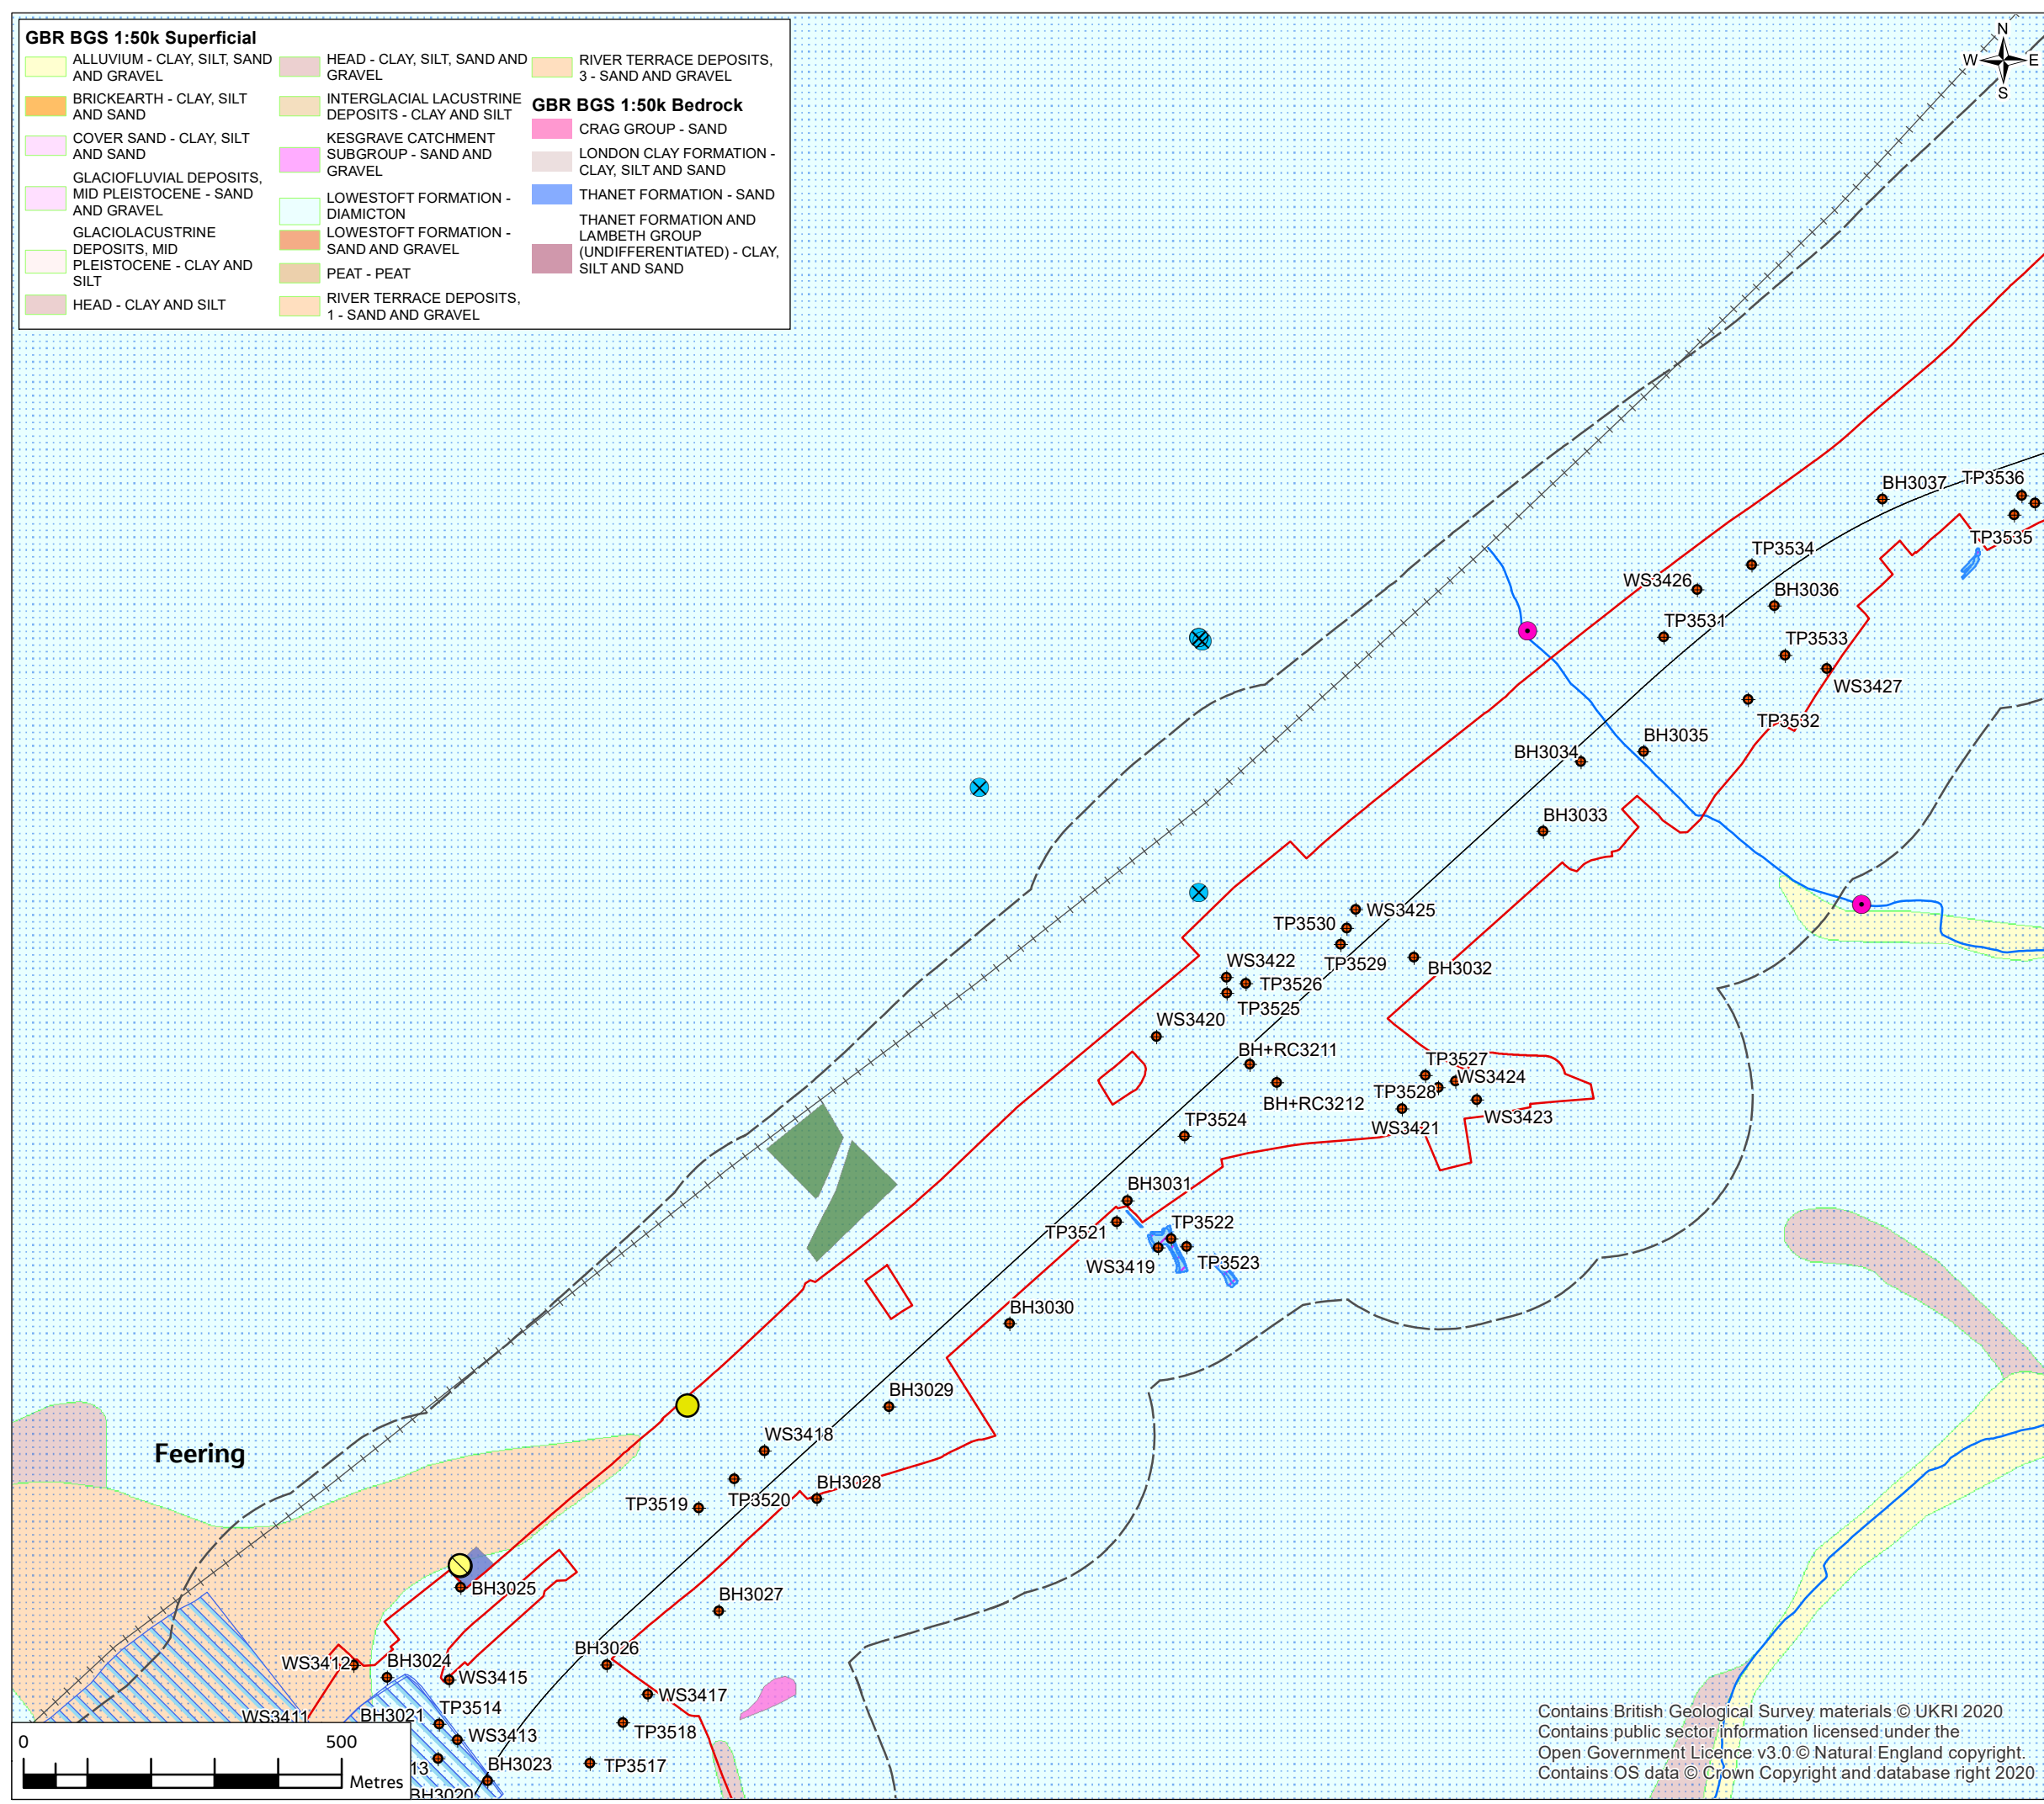 GBR BGS 1:50k Superficial
ALLUVIUM - CLAY, SILT, SAND
AND GRAVEL
BRICKEARTH - CLAY, SILT
AND SAND
COVER SAND - CLAY, SILT
AND SAND
GLACIOFLUVIAL DEPOSITS,
MID PLEISTOCENE - SAND
AND GRAVEL
GLACIOLACUSTRINE
DEPOSITS, MID
PLEISTOCENE - CLAY AND
SILT
HEAD - CLAY AND SILT
HEAD - CLAY, SILT, SAND AND
GRAVEL
INTERGLACIAL LACUSTRINE
DEPOSITS - CLAY AND SILT
KESGRAVE CATCHMENT
SUBGROUP - SAND AND
GRAVEL
LOWESTOFT FORMATION -
DIAMICTON
LOWESTOFT FORMATION -
SAND AND GRAVEL
PEAT - PEAT
RIVER TERRACE DEPOSITS,
1 - SAND AND GRAVEL
RIVER TERRACE DEPOSITS,
3 - SAND AND GRAVEL
GBR BGS 1:50k Bedrock
CRAG GROUP - SAND
LONDON CLAY FORMATION -
CLAY, SILT AND SAND
THANET FORMATION - SAND
THANET FORMATION AND
LAMBETH GROUP
(UNDIFFERENTIATED) - CLAY,
SILT AND SAND
N
W E
S
TP3536
BH3037
TP3535
TP3534
WS3426
BH3036
TP3531
TP3533
WS3427
TP3532
BH3035
BH3034
BH3033
WS3425
TP3530
TP3529
BH3032
WS3422
TP3526
TP3525
WS3420
BH+RC3211
TP3527
WS3424
TP3528
BH+RC3212
WS3423
TP3524
WS3421
BH3031
TP3522
TP3521
TP3523
WS3419
BH3030
BH3029
WS3418
Feering
BH3028
TP3520
TP3519
BH3025
BH3027
BH3026
WS3412
BH3024
WS3415
WS3417
TP3514
WS3411
BH3021
TP3518
WS3413
BH3023
TP3517
13
BH3020
0 500
Metres
Contains British Geological Survey materials © UKRI 2020
Contains public sector information licensed under the
Open Government Licence v3.0 © Natural England copyright.
Contains OS data © Crown Copyright and database right 2020